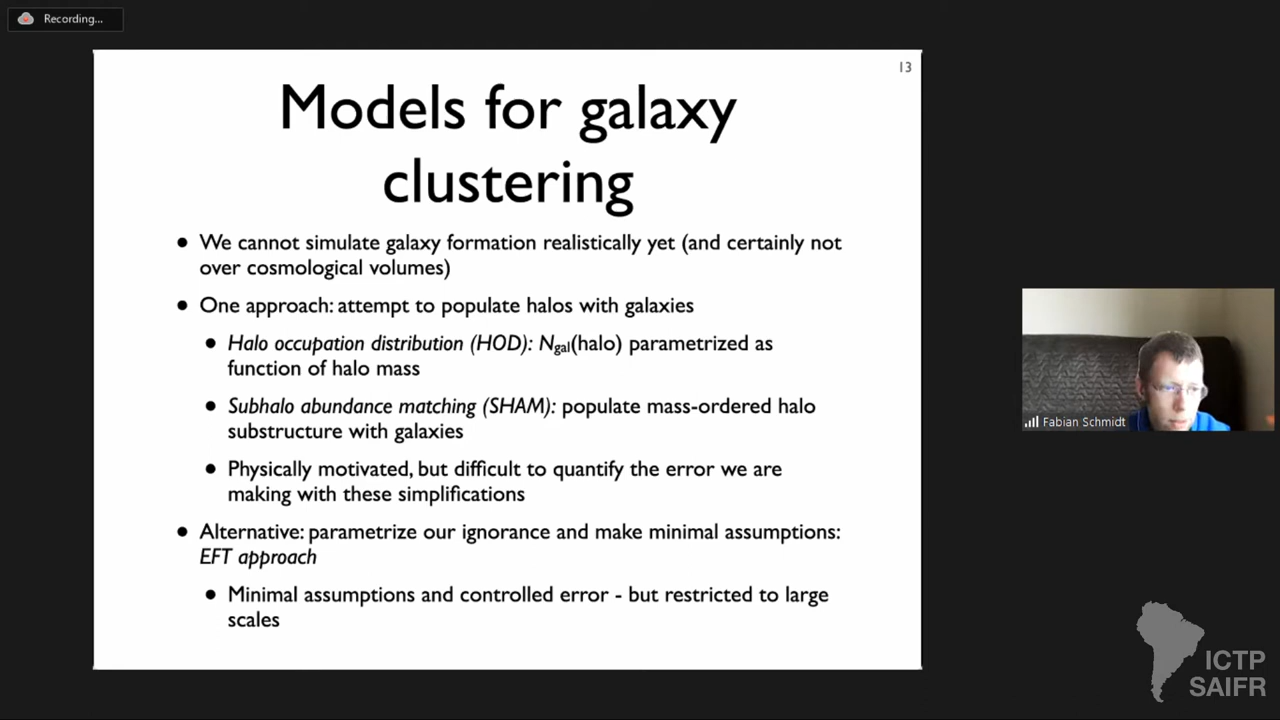 Recording...
13
Models for galaxy
clustering
• We cannot simulate galaxy formation realistically yet (and certainly not
over cosmological volumes)
• One approach: attempt to populate halos with galaxies
• Halo occupation distribution (HOD): Ngal(halo) parametrized as
function of halo mass
• Subhalo abundance matching (SHAM): populate mass-ordered halo
substructure with galaxies
• Physically motivated, but difficult to quantify the error we are
making with these simplifications
• Alternative: parametrize our ignorance and make minimal assumptions:
EFT approach
• Minimal assumptions and controlled error - but restricted to large
scales
Fabian Schmidt
ICTP
SAIFR